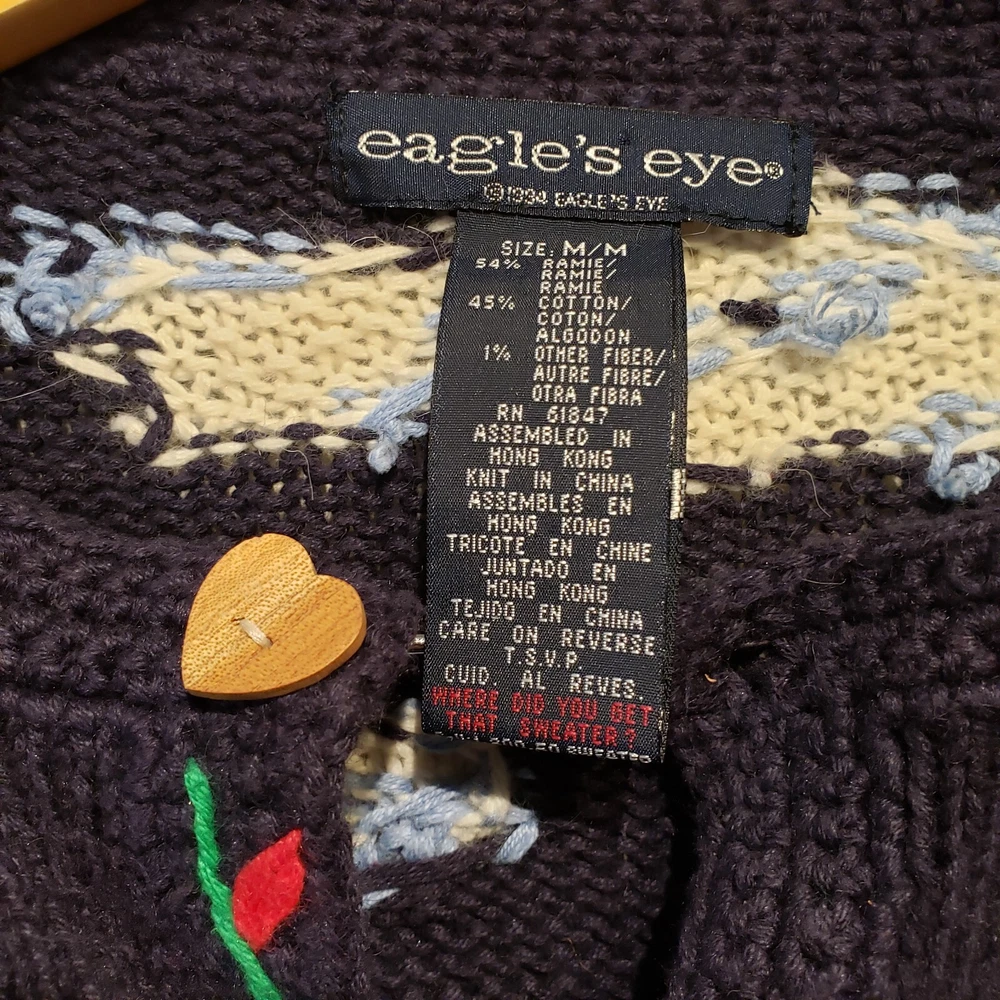 eagle's eye®
©1994 EAGLE'S EYE
SIZE: M/M
54% RAMIE/
RAMIE/
RAMIE
45% COTTON/
COTON/
ALGODON
1% OTHER FIBER/
AUTRE FIBRE/
OTRA FIBRA
RN 61847
ASSEMBLED IN
HONG KONG
KNIT IN CHINA
ASSEMBLES EN
HONG KONG
TRICOTE EN CHINE
JUNTADO EN
HONG KONG
TEJIDO EN CHINA
CARE ON REVERSE
T.S.V.P.
CUID. AL REVES.
WHERE DID YOU GET
THAT SWEATER?